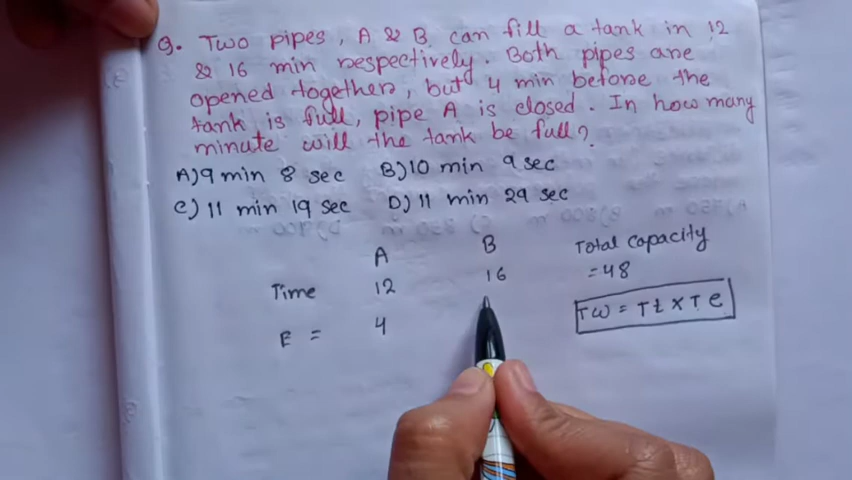 9. Two pipes, A & B can fill a tank in 12
& 16 min respectively. Both pipes are
opened together, but 4 min before the
tank is full, pipe A is closed. In how many
minute will the tank be full?
A) 9 min 8 sec B) 10 min 9 sec
C) 11 min 19 sec D) 11 min 29 sec
A B Total capacity
Time 12 16 = 48
E = 4 TW = Tt x Te